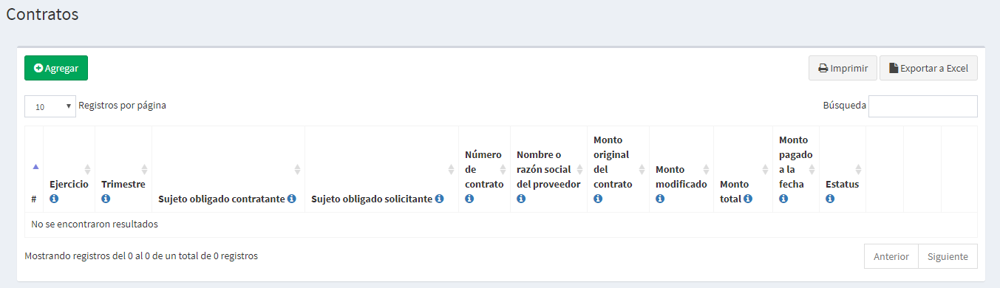 Contratos
Agregar
Imprimir
Exportar a Excel
10 Registros por página
Búsqueda
#
Ejercicio
Trimestre
Sujeto obligado contratante
Sujeto obligado solicitante
Número
de
contrato
Nombre o
razón social
del proveedor
Monto
original
del
contrato
Monto
modificado
Monto
total
Monto
pagado
a la
fecha
Estatus
No se encontraron resultados
Mostrando registros del 0 al 0 de un total de 0 registros
Anterior
Siguiente